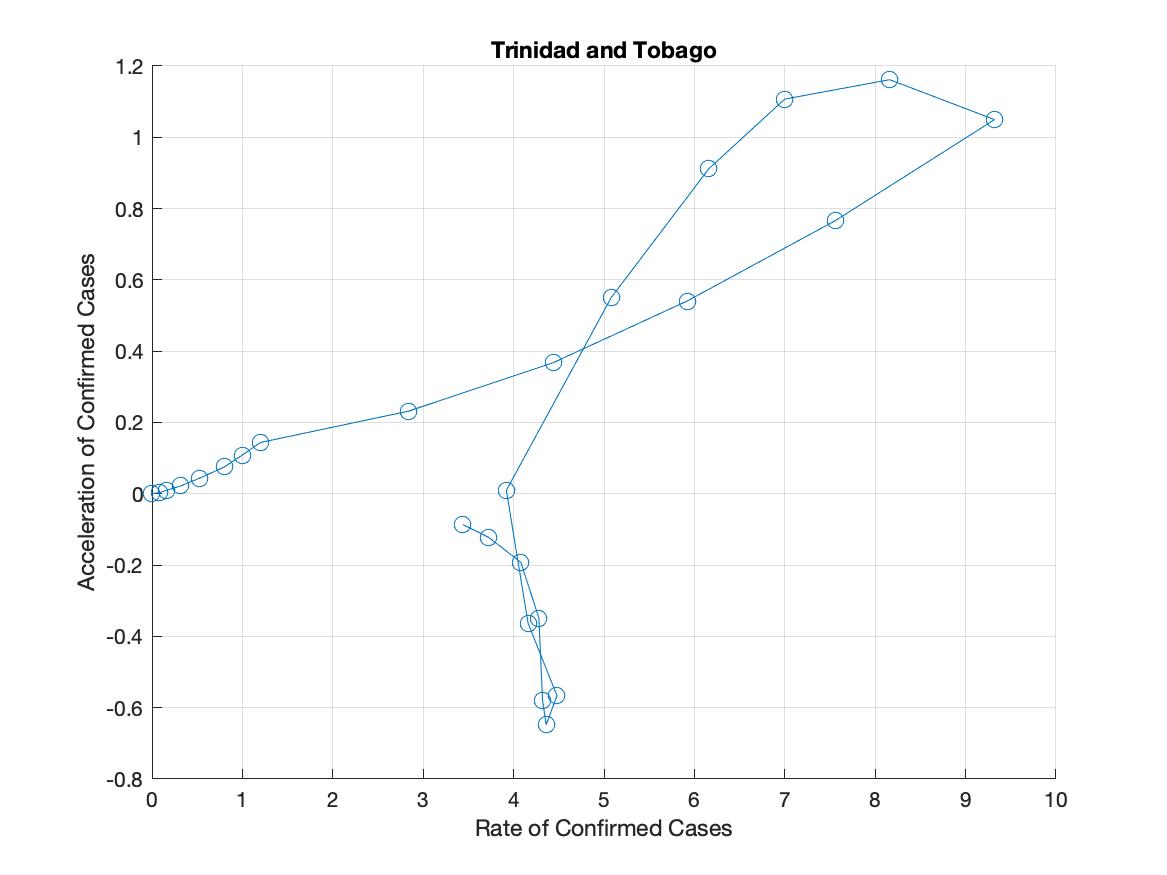 Trinidad and Tobago
1.2
1
0.8
0.6
0.4
0.2
0
-0.2
-0.4
-0.6
-0.8
Acceleration of Confirmed Cases
0 1 2 3 4 5 6 7 8 9 10
Rate of Confirmed Cases